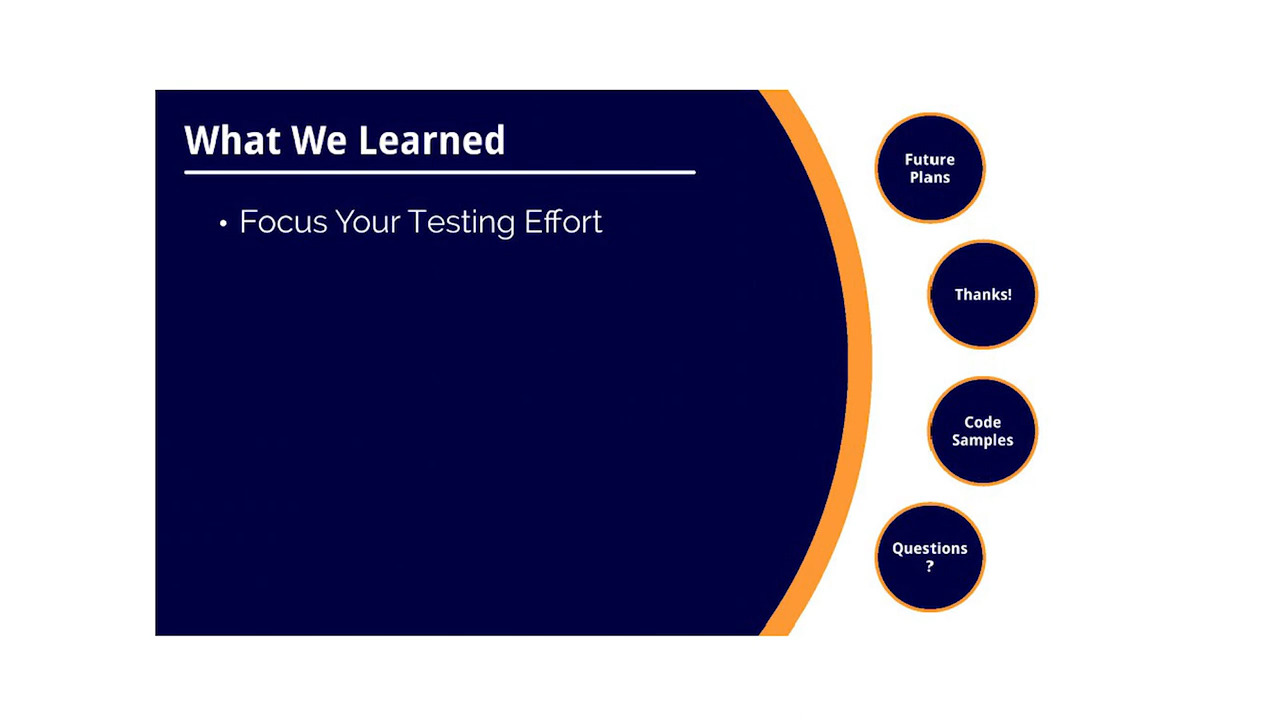 What We Learned
• Focus Your Testing Effort
Future
Plans
Thanks!
Code
Samples
Questions
?